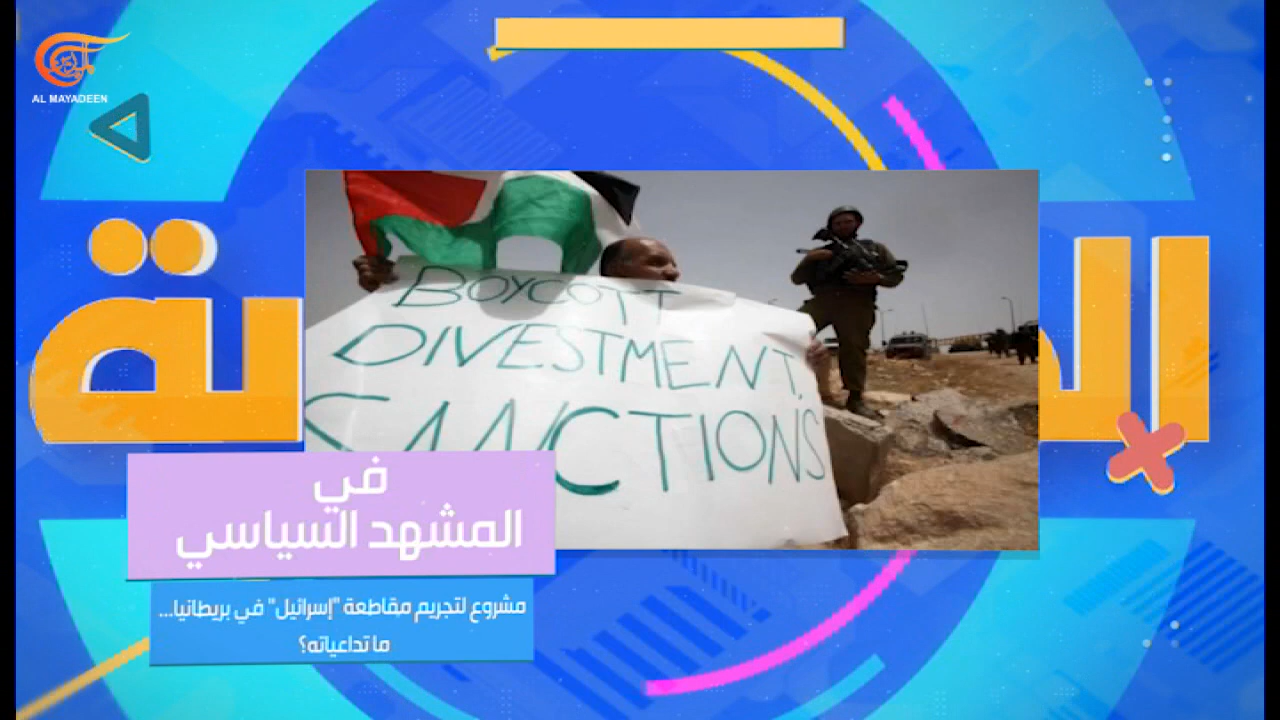 AL MAYADEEN
BOYCOTT
DIVESTMENT,
SANCTIONS
في
المشهد السياسي
مشروع لتجريم مقاطعة "إسرائيل" في بريطانيا...
ما تداعياته؟